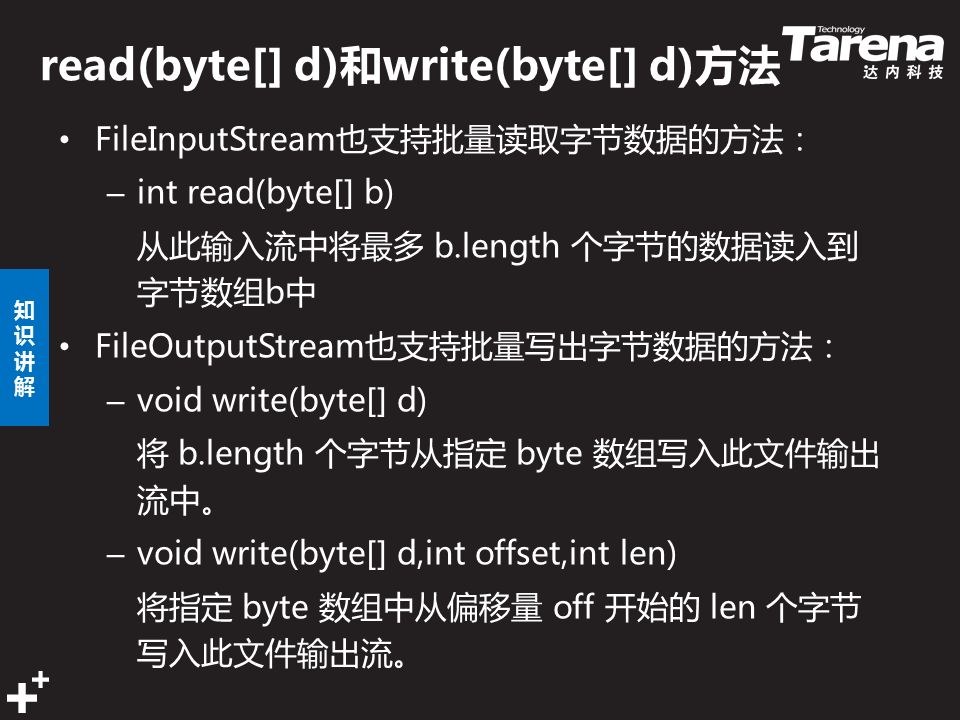 read(byte[] d)和write(byte[] d)方法
Technology
Tarena
达内科技
• FileInputStream也支持批量读取字节数据的方法：
– int read(byte[] b)
从此输入流中将最多 b.length 个字节的数据读入到
字节数组b中
知识讲解
• FileOutputStream也支持批量写出字节数据的方法：
– void write(byte[] d)
将 b.length 个字节从指定 byte 数组写入此文件输出
流中。
– void write(byte[] d,int offset,int len)
将指定 byte 数组中从偏移量 off 开始的 len 个字节
写入此文件输出流。